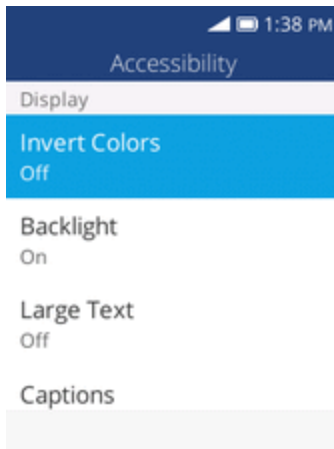 1:38 PM
Accessibility
Display
Invert Colors
Off
Backlight
On
Large Text
Off
Captions